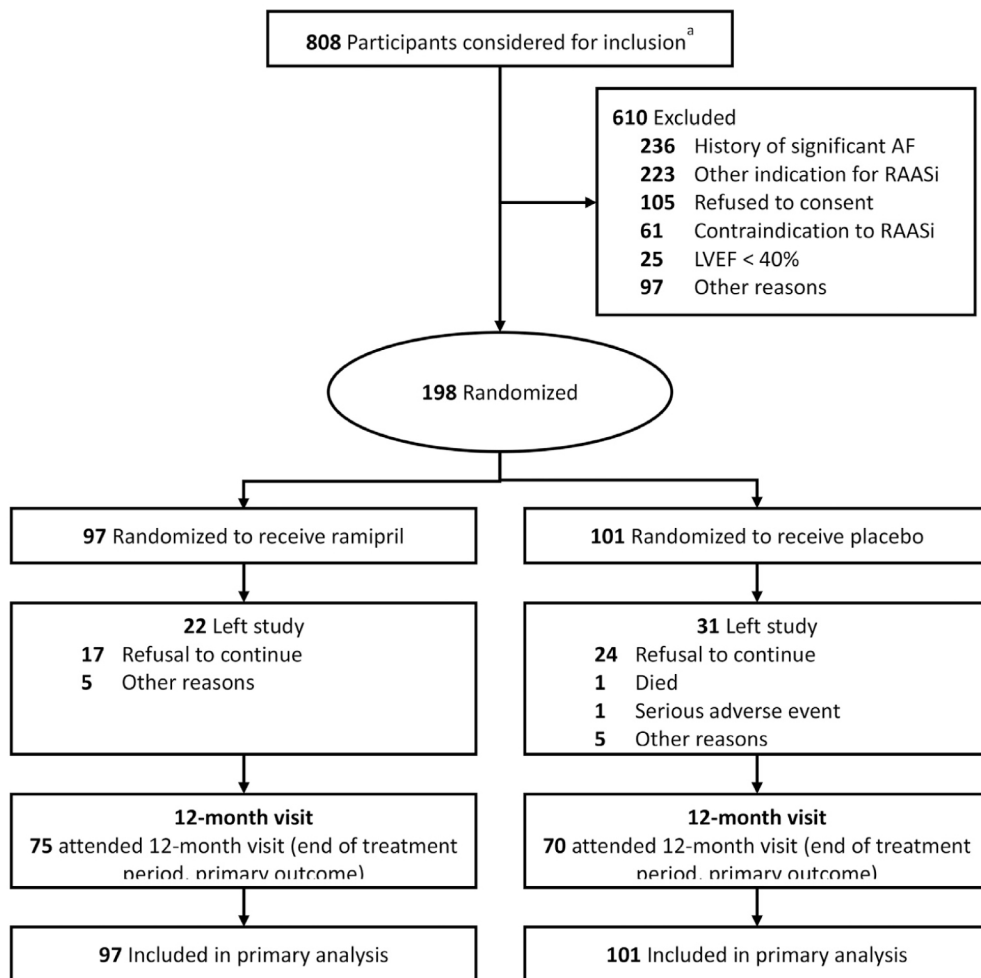 808 Participants considered for inclusionª
610 Excluded
236 History of significant AF
223 Other indication for RAASi
105 Refused to consent
61 Contraindication to RAASi
25 LVEF < 40%
97 Other reasons
198 Randomized
97 Randomized to receive ramipril
101 Randomized to receive placebo
22 Left study
17 Refusal to continue
5 Other reasons
31 Left study
24 Refusal to continue
1 Died
1 Serious adverse event
5 Other reasons
12-month visit
75 attended 12-month visit (end of treatment
period, primary outcome)
12-month visit
70 attended 12-month visit (end of treatment
period, primary outcome)
97 Included in primary analysis
101 Included in primary analysis